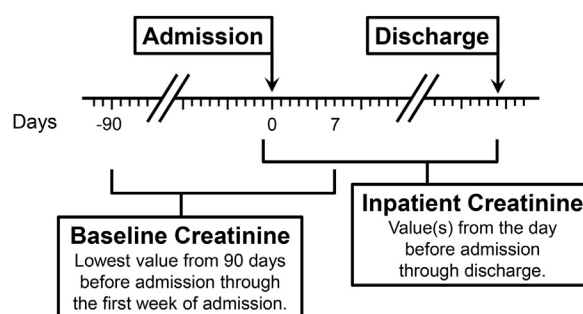 Admission
Discharge
Days
-90
0
7
Baseline Creatinine
Lowest value from 90 days
before admission through
the first week of admission.
Inpatient Creatinine
Value(s) from the day
before admission
through discharge.